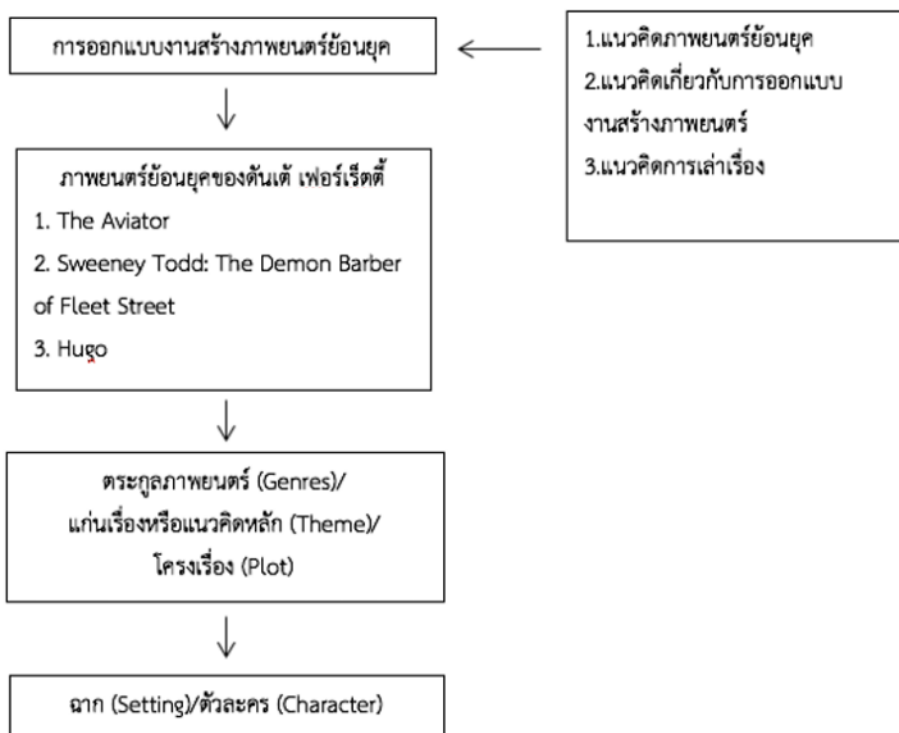 การออกแบบงานสร้างภาพยนตร์ย้อนยุค
1.แนวคิดภาพยนตร์ย้อนยุค
2.แนวคิดเกี่ยวกับการออกแบบ
งานสร้างภาพยนตร์
3.แนวคิดการเล่าเรื่อง
ภาพยนตร์ย้อนยุคของดันเต้ เฟอร์เร็ตตี้
1. The Aviator
2. Sweeney Todd: The Demon Barber
of Fleet Street
3. Hugo
ตระกูลภาพยนตร์ (Genres)/
แก่นเรื่องหรือแนวคิดหลัก (Theme)/
โครงเรื่อง (Plot)
ฉาก (Setting)/ตัวละคร (Character)